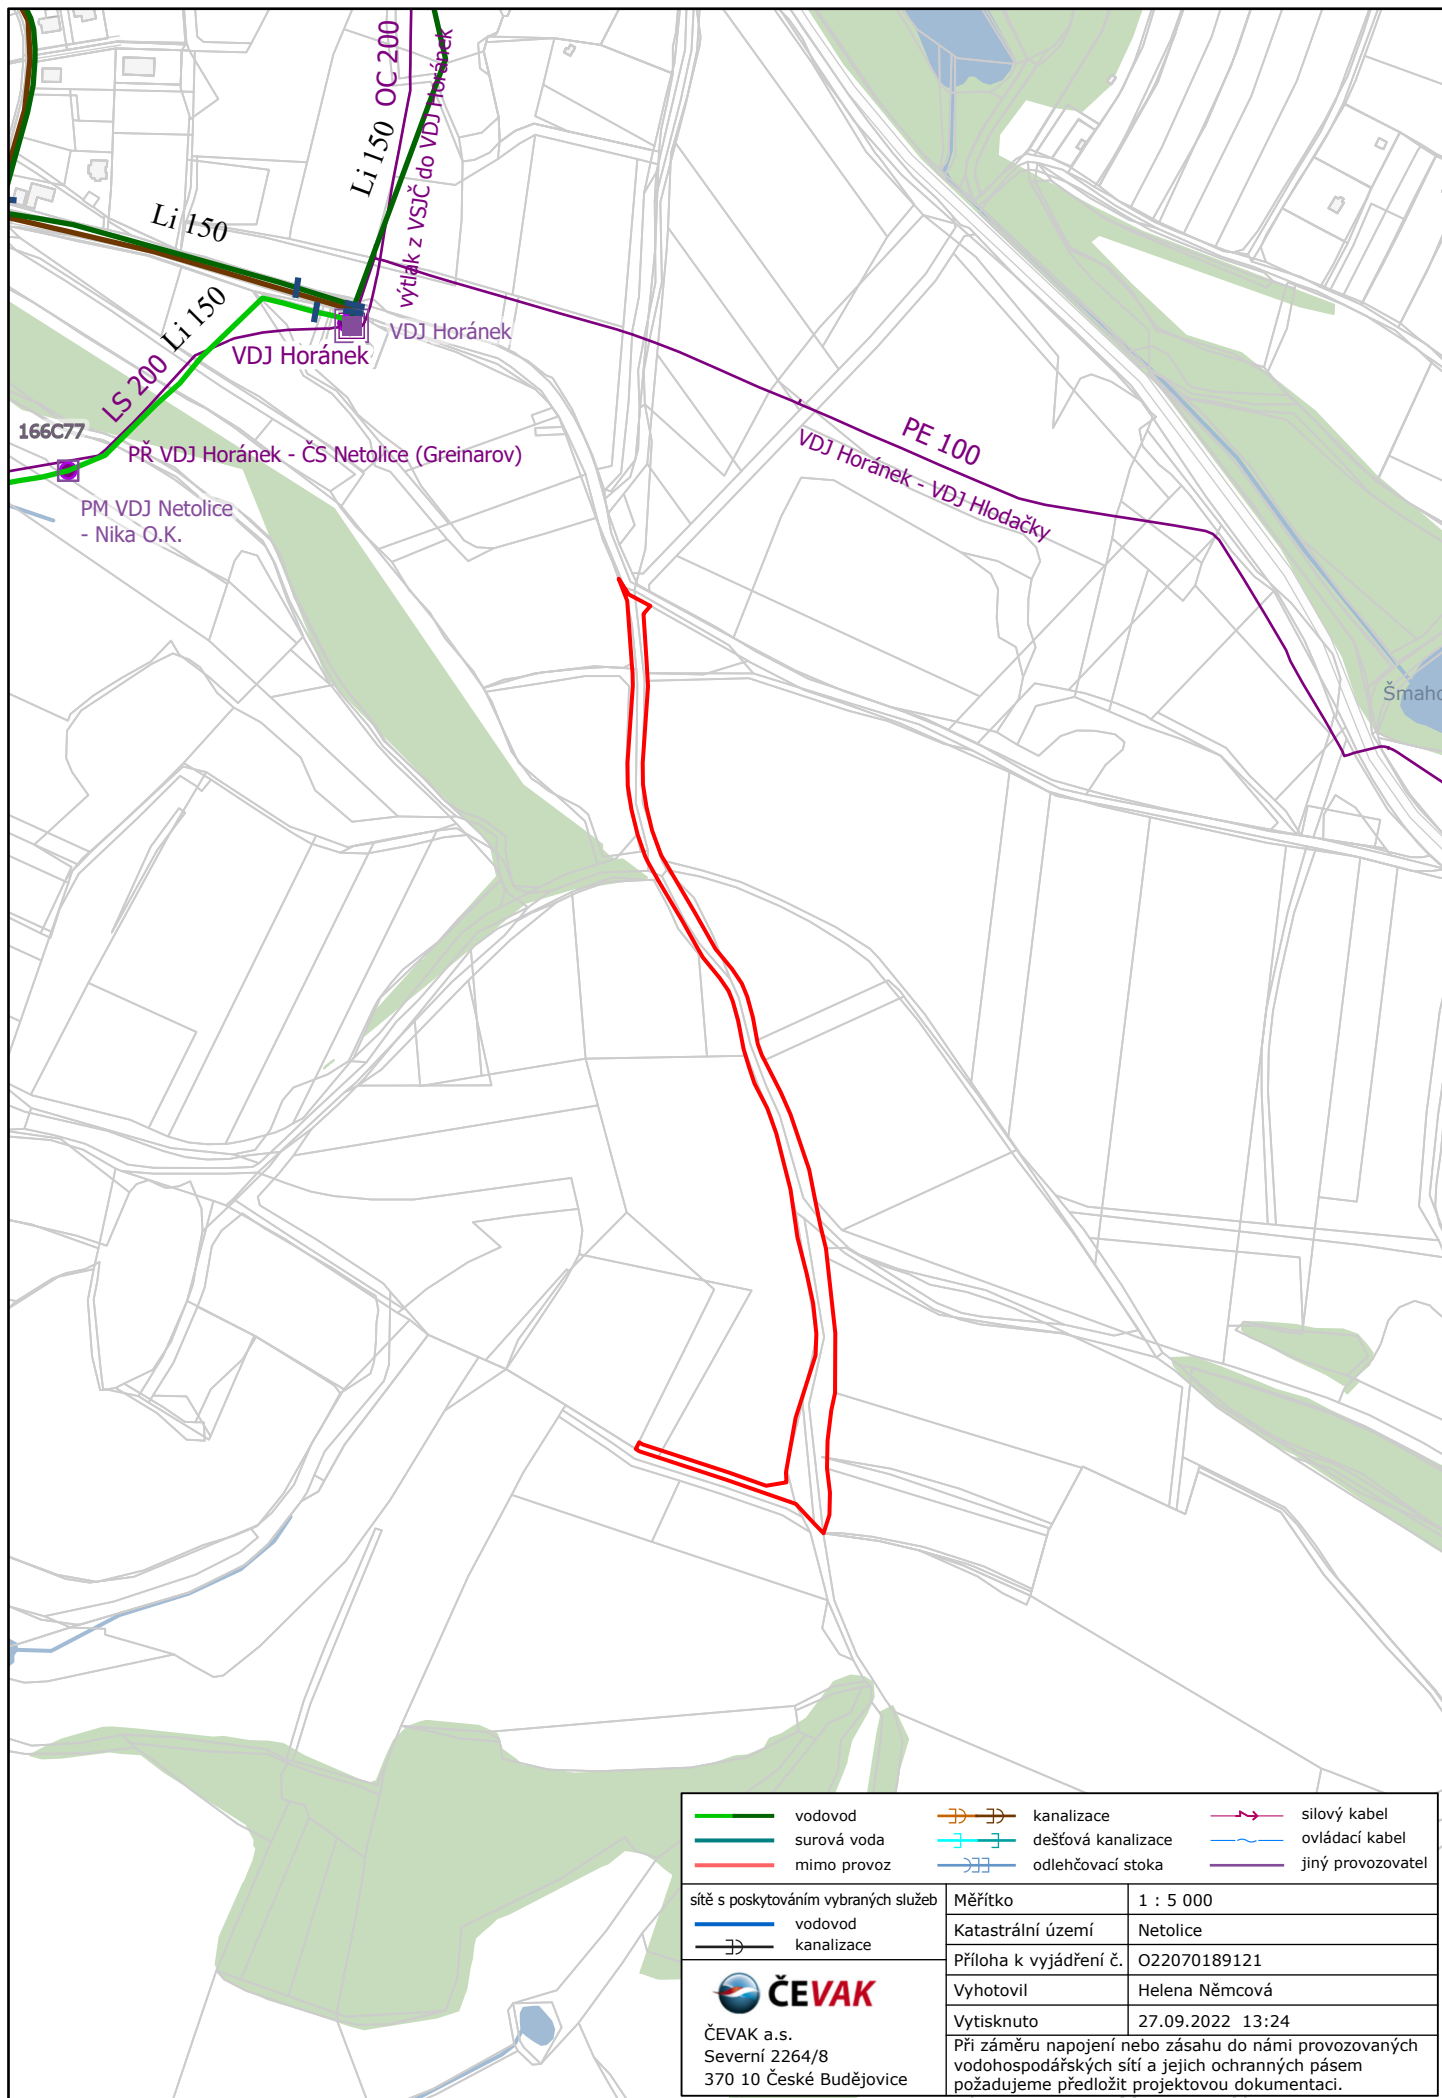 OC 200
Li 150
výtlak z VSJČ do VDJ Horánek
Li 150
Li 150
VDJ Horánek
VDJ Horánek
LS 200
166C77
PŘ VDJ Horánek - ČS Netolice (Greinarov)
PM VDJ Netolice
- Nika O.K.
PE 100
VDJ Horánek - VDJ Hlodačky
Šmaho
vodovod
surová voda
mimo provoz
kanalizace
dešťová kanalizace
odlehčovací stoka
silový kabel
ovládací kabel
jiný provozovatel
sítě s poskytováním vybraných služeb
vodovod
kanalizace
Měřítko 1 : 5 000
Katastrální území Netolice
Příloha k vyjádření č. O22070189121
Vyhotovil Helena Němcová
Vytisknuto 27.09.2022 13:24
ČEVAK
ČEVAK a.s.
Severní 2264/8
370 10 České Budějovice
Při záměru napojení nebo zásahu do námi provozovaných
vodohospodářských sítí a jejich ochranných pásem
požadujeme předložit projektovou dokumentaci.